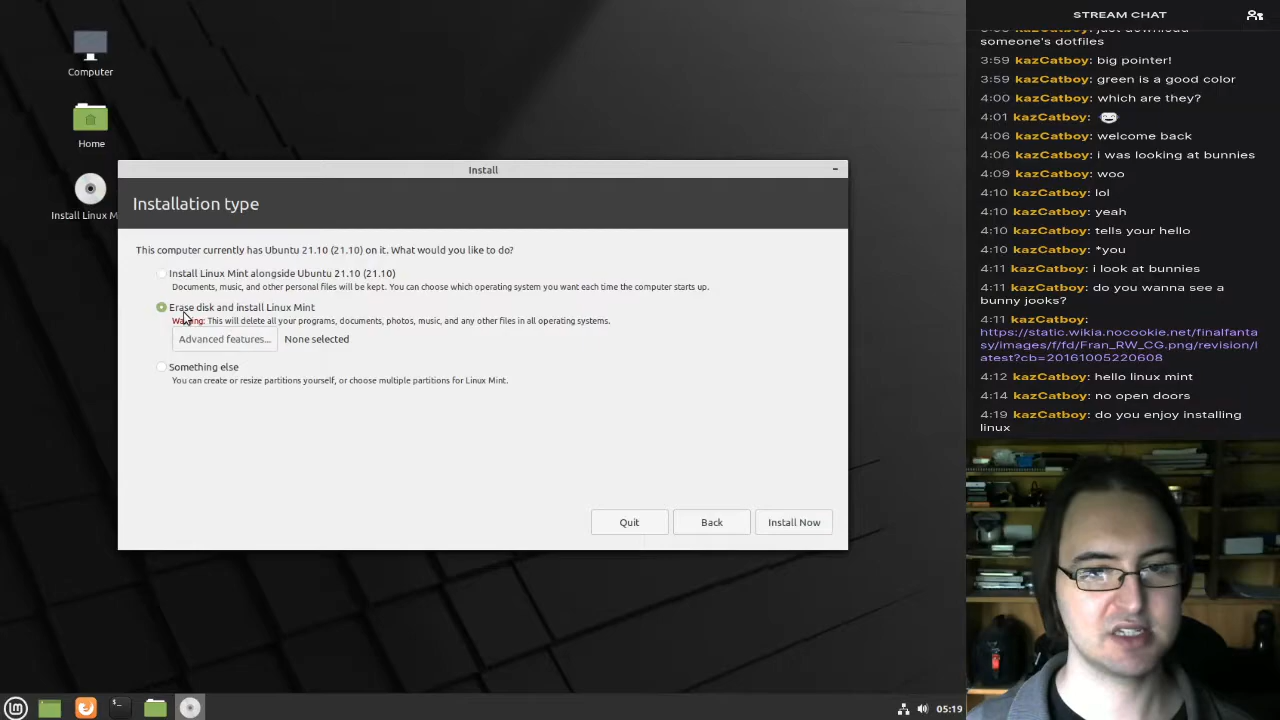 Computer
Home
Install Linux M
Install
Installation type
This computer currently has Ubuntu 21.10 (21.10) on it. What would you like to do?
Install Linux Mint alongside Ubuntu 21.10 (21.10)
Documents, music, and other personal files will be kept. You can choose which operating system you want each time the computer starts up.
Erase disk and install Linux Mint
Warning: This will delete all your programs, documents, photos, music, and any other files in all operating systems.
Advanced features... None selected
Something else
You can create or resize partitions yourself, or choose multiple partitions for Linux Mint.
Quit Back Install Now
05:19
STREAM CHAT
someone's dotfiles
3:59 kazCatboy: big pointer!
3:59 kazCatboy: green is a good color
4:00 kazCatboy: which are they?
4:01 kazCatboy:
4:06 kazCatboy: welcome back
4:06 kazCatboy: i was looking at bunnies
4:09 kazCatboy: woo
4:10 kazCatboy: lol
4:10 kazCatboy: yeah
4:10 kazCatboy: tells your hello
4:10 kazCatboy: *you
4:11 kazCatboy: i look at bunnies
4:11 kazCatboy: do you wanna see a
bunny jooks?
4:11 kazCatboy:
https://static.wikia.nocookie.net/finalfanta
sy/images/f/fd/Fran_RW_CG.png/revision/l
atest?cb=20161005220608
4:12 kazCatboy: hello linux mint
4:14 kazCatboy: no open doors
4:19 kazCatboy: do you enjoy installing
linux